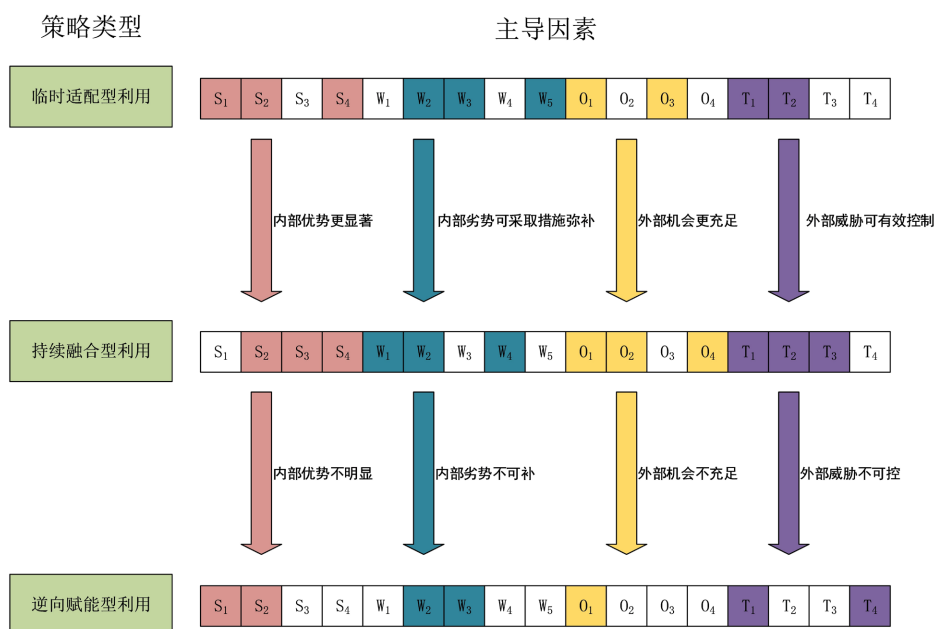 策略类型 主导因素
临时适配型利用 S₁ S₂ S₃ S₄ W₁ W₂ W₃ W₄ W₅ O₁ O₂ O₃ O₄ T₁ T₂ T₃ T₄
内部优势更显著 内部劣势可采取措施弥补 外部机会更充足 外部威胁可有效控制
持续融合型利用 S₁ S₂ S₃ S₄ W₁ W₂ W₃ W₄ W₅ O₁ O₂ O₃ O₄ T₁ T₂ T₃ T₄
内部优势不明显 内部劣势不可补 外部机会不充足 外部威胁不可控
逆向赋能型利用 S₁ S₂ S₃ S₄ W₁ W₂ W₃ W₄ W₅ O₁ O₂ O₃ O₄ T₁ T₂ T₃ T₄